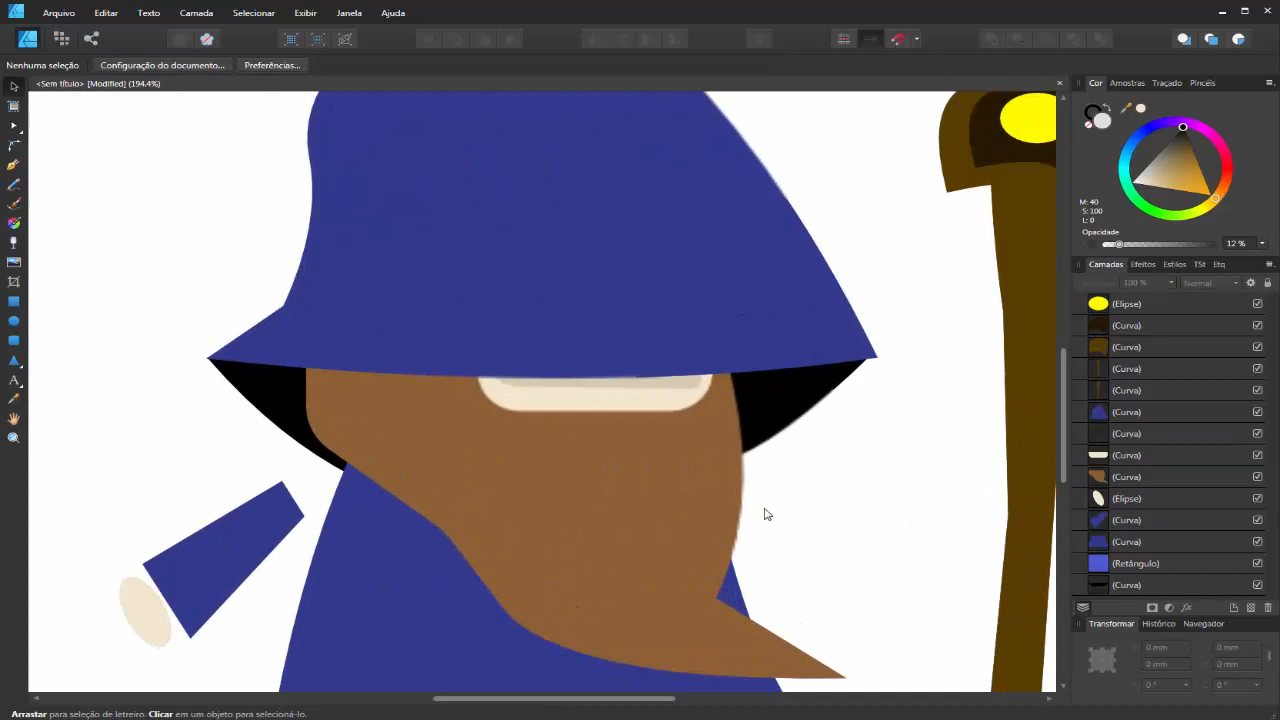 Arquivo Editar Texto Camada Selecionar Exibir Janela Ajuda
Nenhuma seleção Configuração do documento... Preferências...
<Sem título> [Modified] (194.4%)
Cor Amostras Traçado Pincéis
M: 40
S: 100
L: 0
Opacidade
12 %
Camadas Efeitos Estilos TSt Etq
100 % Normal
(Elipse)
(Curva)
(Curva)
(Curva)
(Curva)
(Curva)
(Curva)
(Curva)
(Curva)
(Elipse)
(Curva)
(Curva)
(Retângulo)
(Curva)
Transformar Histórico Navegador
X: 0 mm 0 mm
0 mm 0 mm
0 ° 0 °
Arrastar para seleção de letreiro. Clicar em um objeto para selecioná-lo.